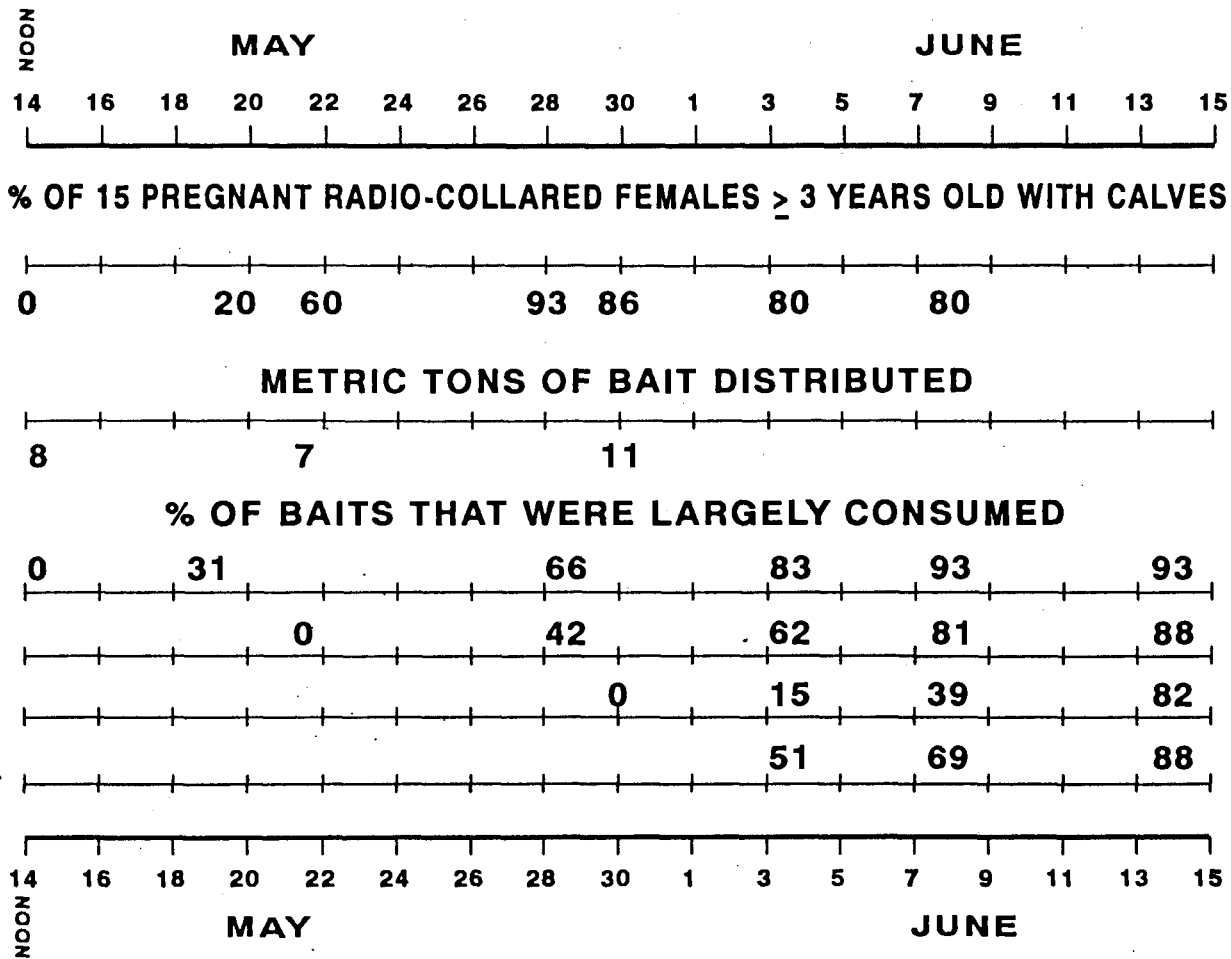 NOON
MAY JUNE
14 16 18 20 22 24 26 28 30 1 3 5 7 9 11 13 15
% OF 15 PREGNANT RADIO-COLLARED FEMALES ≥ 3 YEARS OLD WITH CALVES
0 20 60 93 86 80 80
METRIC TONS OF BAIT DISTRIBUTED
8 7 11
% OF BAITS THAT WERE LARGELY CONSUMED
0 31 66 83 93 93
0 42 62 81 88
0 15 39 82
51 69 88
14 16 18 20 22 24 26 28 30 1 3 5 7 9 11 13 15
NOON
MAY JUNE